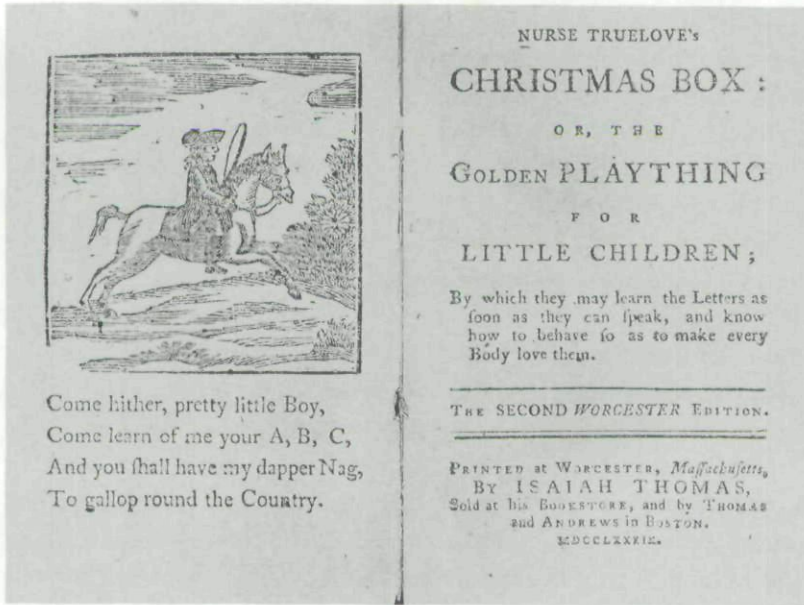 Come hither, pretty little Boy,
Come learn of me your A, B, C,
And you ſhall have my dapper Nag,
To gallop round the Country.
NURSE TRUELOVE's
CHRISTMAS BOX:
OR, THE
GOLDEN PLAYTHING
FOR
LITTLE CHILDREN;
By which they may learn the Letters as
ſoon as they can ſpeak, and know
how to behave ſo as to make every
Body love them.
THE SECOND WORCESTER EDITION.
PRINTED at WORCESTER, Maſſachuſetts,
BY ISAIAH THOMAS,
Sold at his BOOKSTORE, and by THOMAS
and ANDREWS in BOSTON.
MDCCLXXXIX.